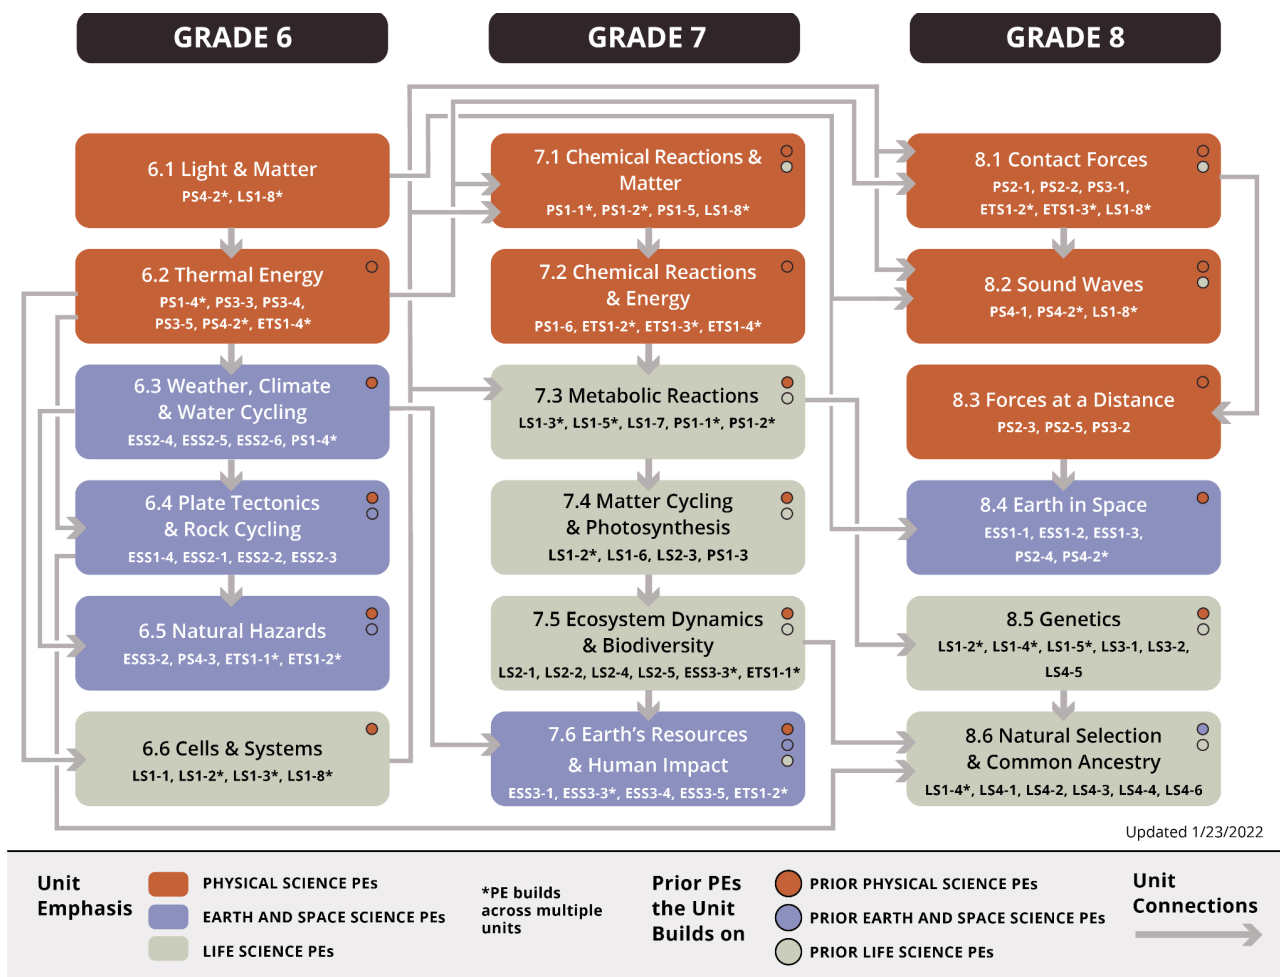 GRADE 6
GRADE 7
GRADE 8
6.1 Light & Matter
PS4-2*, LS1-8*
6.2 Thermal Energy
PS1-4*, PS3-3, PS3-4,
PS3-5, PS4-2*, ETS1-4*
6.3 Weather, Climate
& Water Cycling
ESS2-4, ESS2-5, ESS2-6, PS1-4*
6.4 Plate Tectonics
& Rock Cycling
ESS1-4, ESS2-1, ESS2-2, ESS2-3
6.5 Natural Hazards
ESS3-2, PS4-3, ETS1-1*, ETS1-2*
6.6 Cells & Systems
LS1-1, LS1-2*, LS1-3*, LS1-8*
7.1 Chemical Reactions &
Matter
PS1-1*, PS1-2*, PS1-5, LS1-8*
7.2 Chemical Reactions
& Energy
PS1-6, ETS1-2*, ETS1-3*, ETS1-4*
7.3 Metabolic Reactions
LS1-3*, LS1-5*, LS1-7, PS1-1*, PS1-2*
7.4 Matter Cycling
& Photosynthesis
LS1-2*, LS1-6, LS2-3, PS1-3
7.5 Ecosystem Dynamics
& Biodiversity
LS2-1, LS2-2, LS2-4, LS2-5, ESS3-3*, ETS1-1*
7.6 Earth’s Resources
& Human Impact
ESS3-1, ESS3-3*, ESS3-4, ESS3-5, ETS1-2*
8.1 Contact Forces
PS2-1, PS2-2, PS3-1,
ETS1-2*, ETS1-3*, LS1-8*
8.2 Sound Waves
PS4-1, PS4-2*, LS1-8*
8.3 Forces at a Distance
PS2-3, PS2-5, PS3-2
8.4 Earth in Space
ESS1-1, ESS1-2, ESS1-3,
PS2-4, PS4-2*
8.5 Genetics
LS1-2*, LS1-4*, LS1-5*, LS3-1, LS3-2,
LS4-5
8.6 Natural Selection
& Common Ancestry
LS1-4*, LS4-1, LS4-2, LS4-3, LS4-4, LS4-6
Updated 1/23/2022
Unit
Emphasis
PHYSICAL SCIENCE PEs
EARTH AND SPACE SCIENCE PEs
LIFE SCIENCE PEs
*PE builds
across multiple
units
Prior PEs
the Unit
Builds on
PRIOR PHYSICAL SCIENCE PEs
PRIOR EARTH AND SPACE SCIENCE PEs
PRIOR LIFE SCIENCE PEs
Unit
Connections